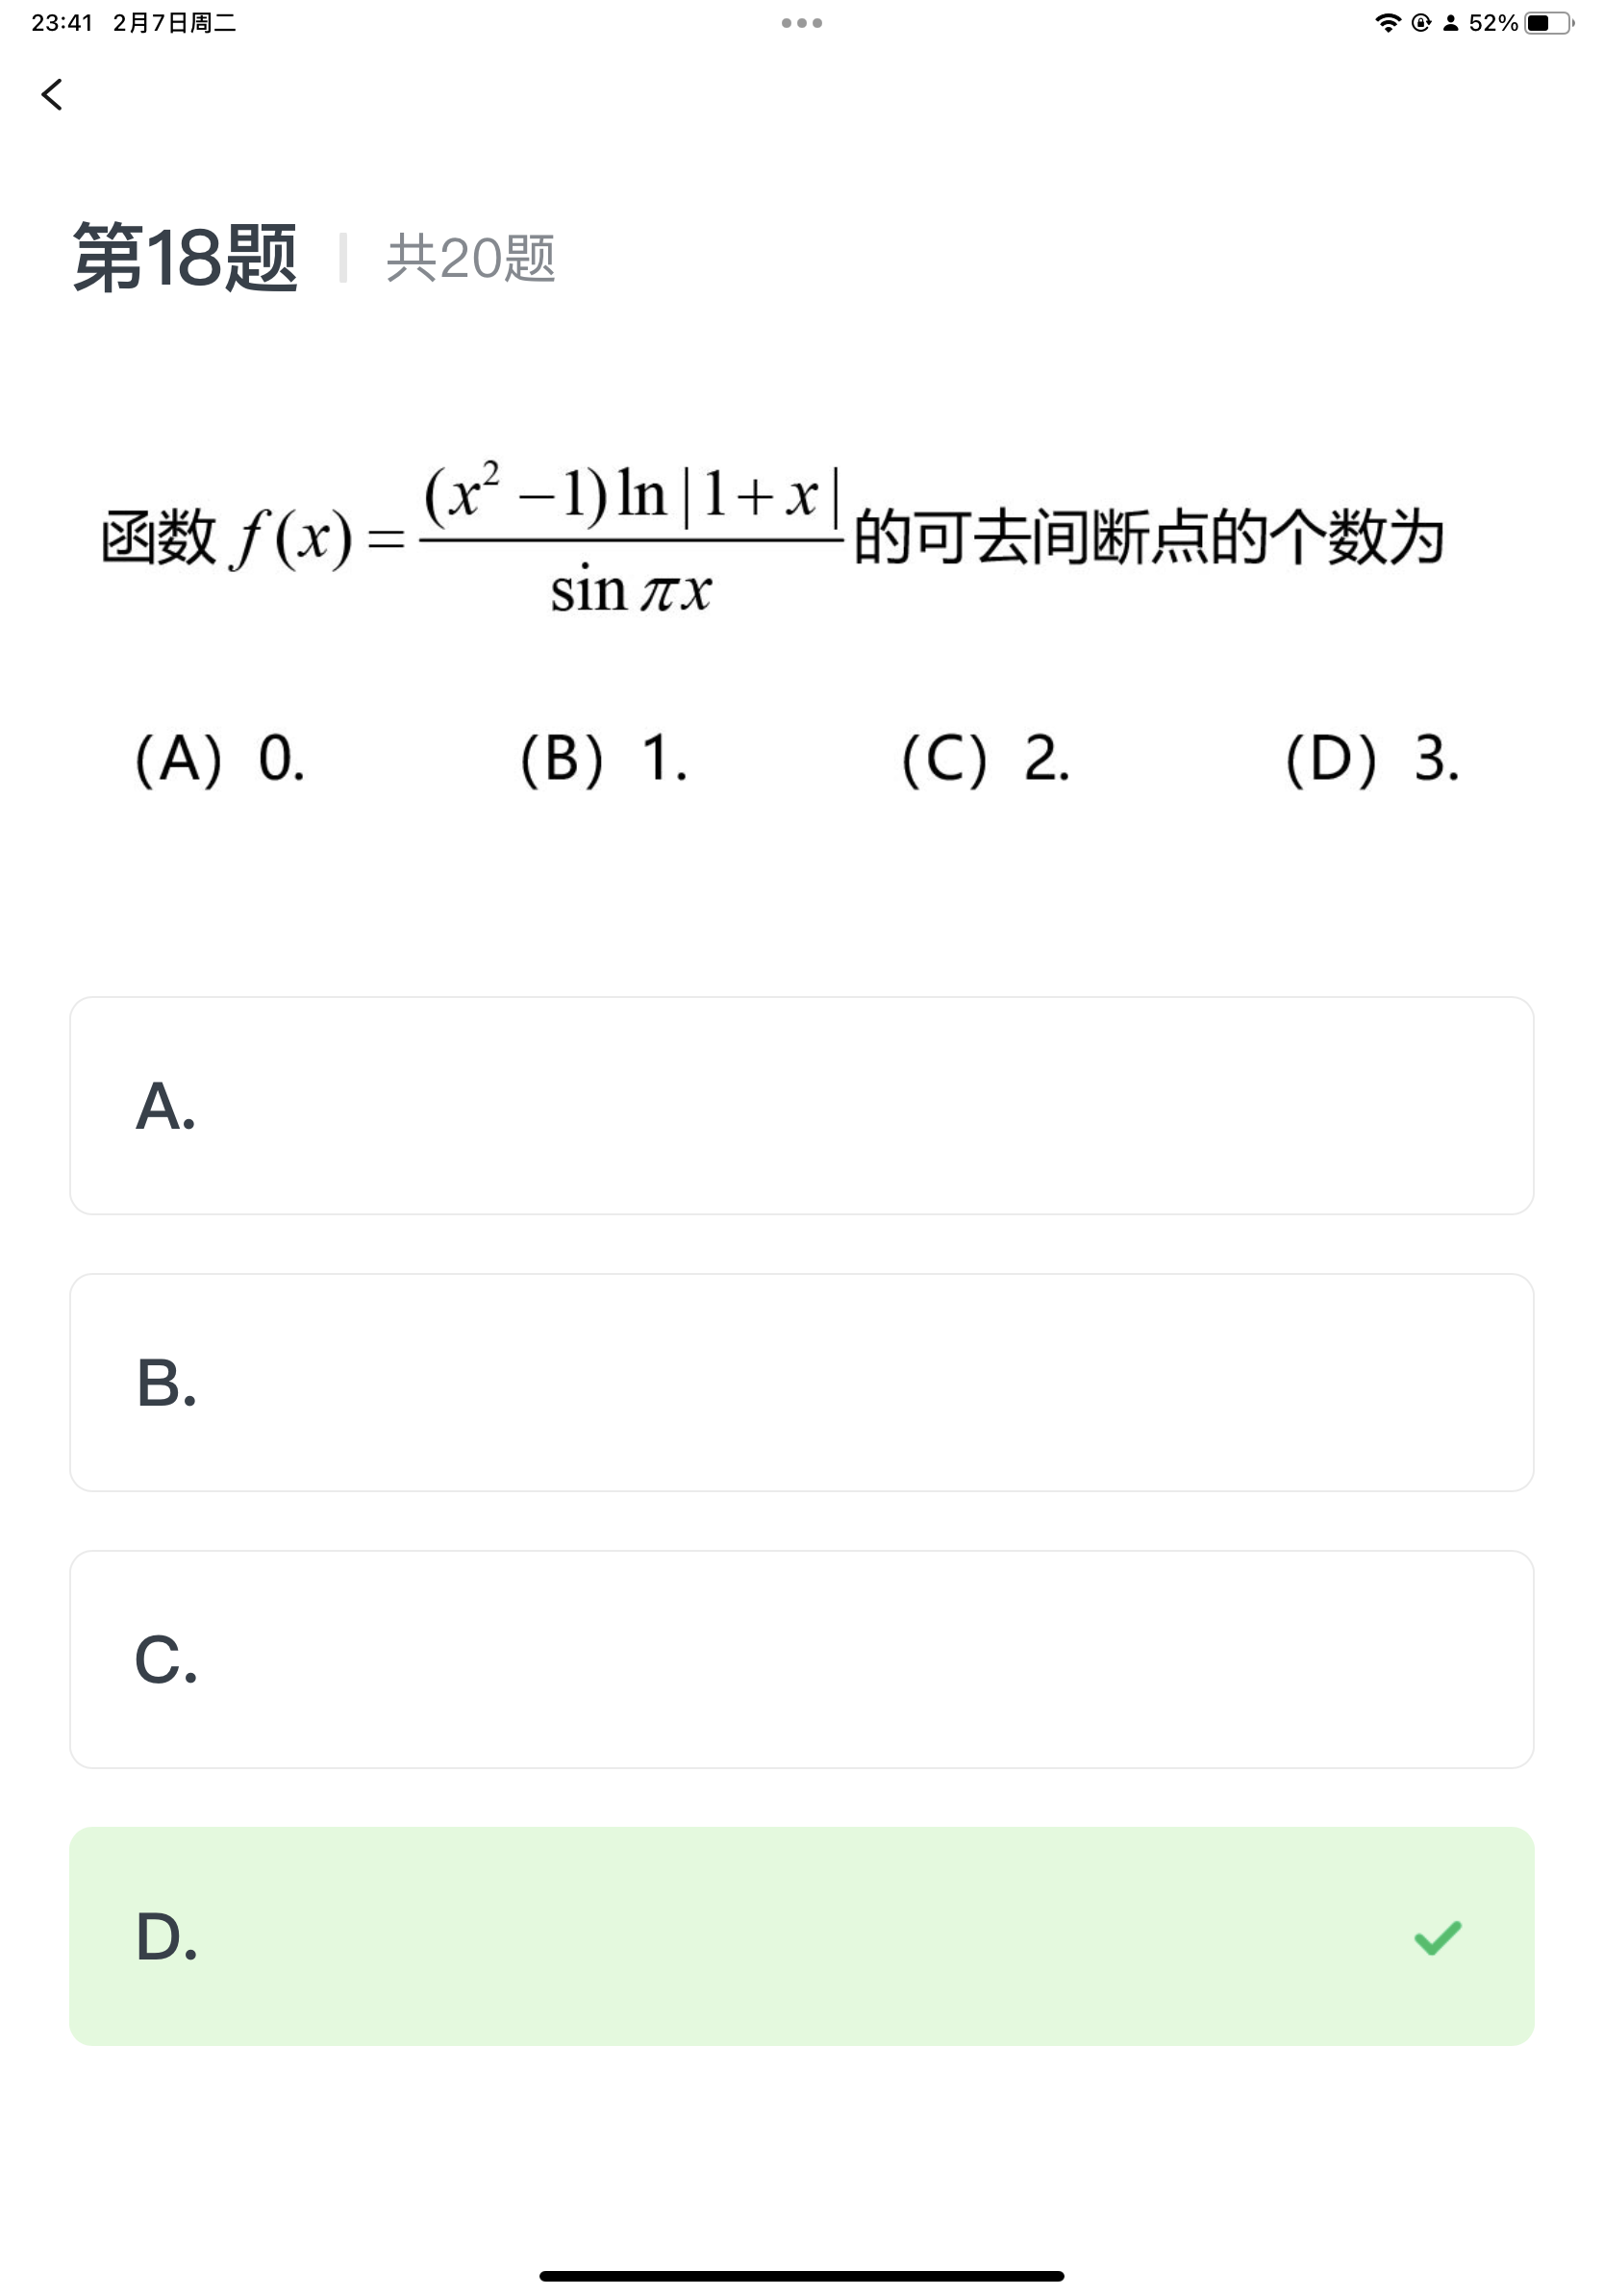 23:41 2月7日周二
52%
第18题 共20题
函数 f(x) = \frac{(x^2-1)\ln|1+x|}{\sin \pi x} 的可去间断点的个数为
(A) 0. (B) 1. (C) 2. (D) 3.
A.
B.
C.
D.